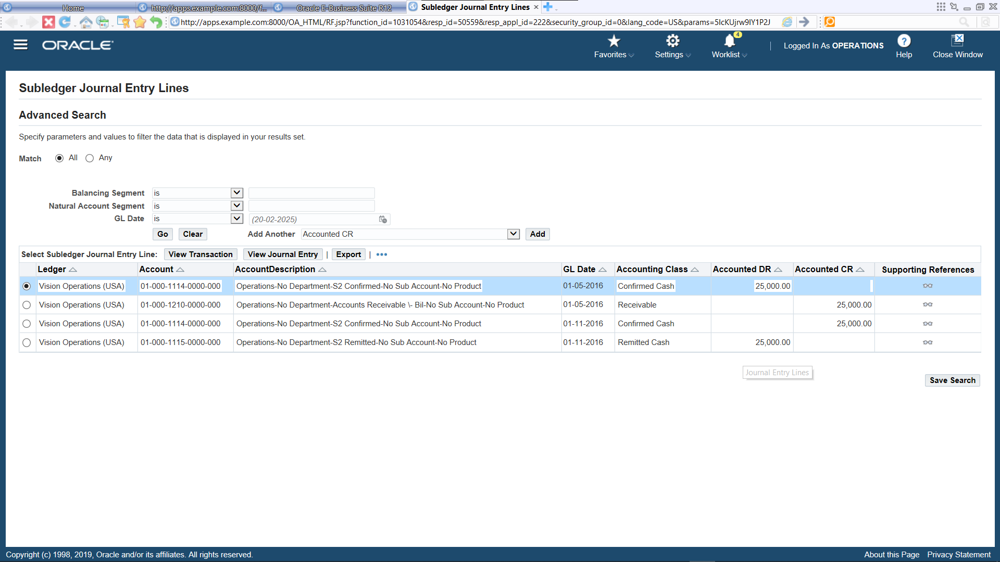 Home http://apps.example.com:8000/f... Oracle E-Business Suite R12 Subledger Journal Entry Lines
http://apps.example.com:8000/OA_HTML/RF.jsp?function_id=1031054&resp_id=50559&resp_appl_id=222&security_group_id=0&lang_code=US&params=5IcKUjrw9IY1P2J
ORACLE Favorites Settings Worklist 4 Logged In As OPERATIONS Help Close Window
Subledger Journal Entry Lines
Advanced Search
Specify parameters and values to filter the data that is displayed in your results set.
Match All Any
Balancing Segment is
Natural Account Segment is
GL Date is (20-02-2025)
Go Clear Add Another Accounted CR Add
Select Subledger Journal Entry Line: View Transaction View Journal Entry | Export | •••
Ledger Account AccountDescription GL Date Accounting Class Accounted DR Accounted CR Supporting References
Vision Operations (USA) 01-000-1114-0000-000 Operations-No Department-S2 Confirmed-No Sub Account-No Product 01-05-2016 Confirmed Cash 25,000.00
Vision Operations (USA) 01-000-1210-0000-000 Operations-No Department-Accounts Receivable \- Bil-No Sub Account-No Product 01-05-2016 Receivable 25,000.00
Vision Operations (USA) 01-000-1114-0000-000 Operations-No Department-S2 Confirmed-No Sub Account-No Product 01-11-2016 Confirmed Cash 25,000.00
Vision Operations (USA) 01-000-1115-0000-000 Operations-No Department-S2 Remitted-No Sub Account-No Product 01-11-2016 Remitted Cash 25,000.00
Journal Entry Lines
Save Search
Copyright (c) 1998, 2019, Oracle and/or its affiliates. All rights reserved. About this Page Privacy Statement